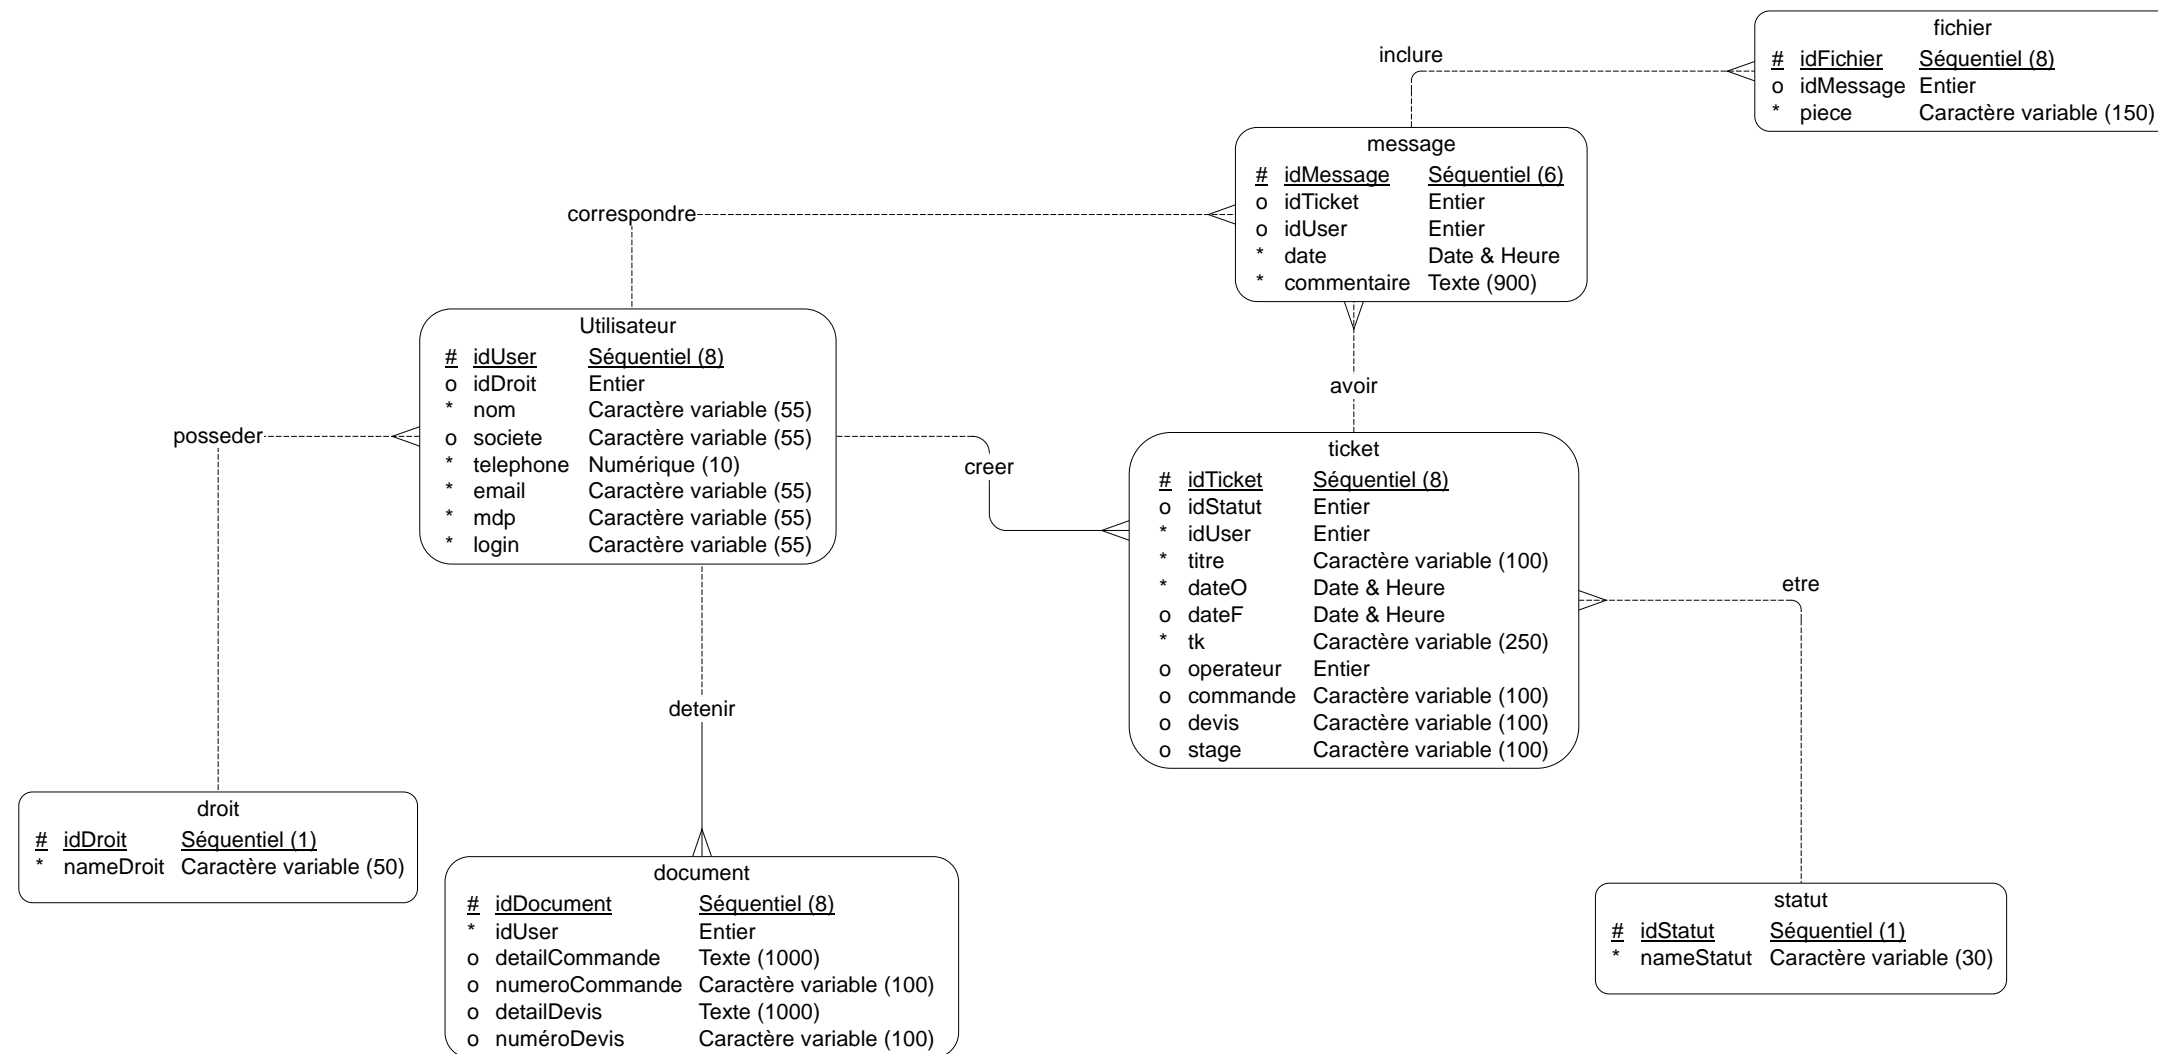 fichier
# idFichier Séquentiel (8)
o idMessage Entier
* piece Caractère variable (150)
inclure
message
# idMessage Séquentiel (6)
o idTicket Entier
o idUser Entier
* date Date & Heure
* commentaire Texte (900)
correspondre
Utilisateur
# idUser Séquentiel (8)
o idDroit Entier
* nom Caractère variable (55)
o societe Caractère variable (55)
* telephone Numérique (10)
* email Caractère variable (55)
* mdp Caractère variable (55)
* login Caractère variable (55)
avoir
posseder
creer
ticket
# idTicket Séquentiel (8)
o idStatut Entier
* idUser Entier
* titre Caractère variable (100)
* dateO Date & Heure
o dateF Date & Heure
* tk Caractère variable (250)
o operateur Entier
o commande Caractère variable (100)
o devis Caractère variable (100)
o stage Caractère variable (100)
etre
detenir
droit
# idDroit Séquentiel (1)
* nameDroit Caractère variable (50)
document
# idDocument Séquentiel (8)
* idUser Entier
o detailCommande Texte (1000)
o numeroCommande Caractère variable (100)
o detailDevis Texte (1000)
o numéroDevis Caractère variable (100)
statut
# idStatut Séquentiel (1)
* nameStatut Caractère variable (30)